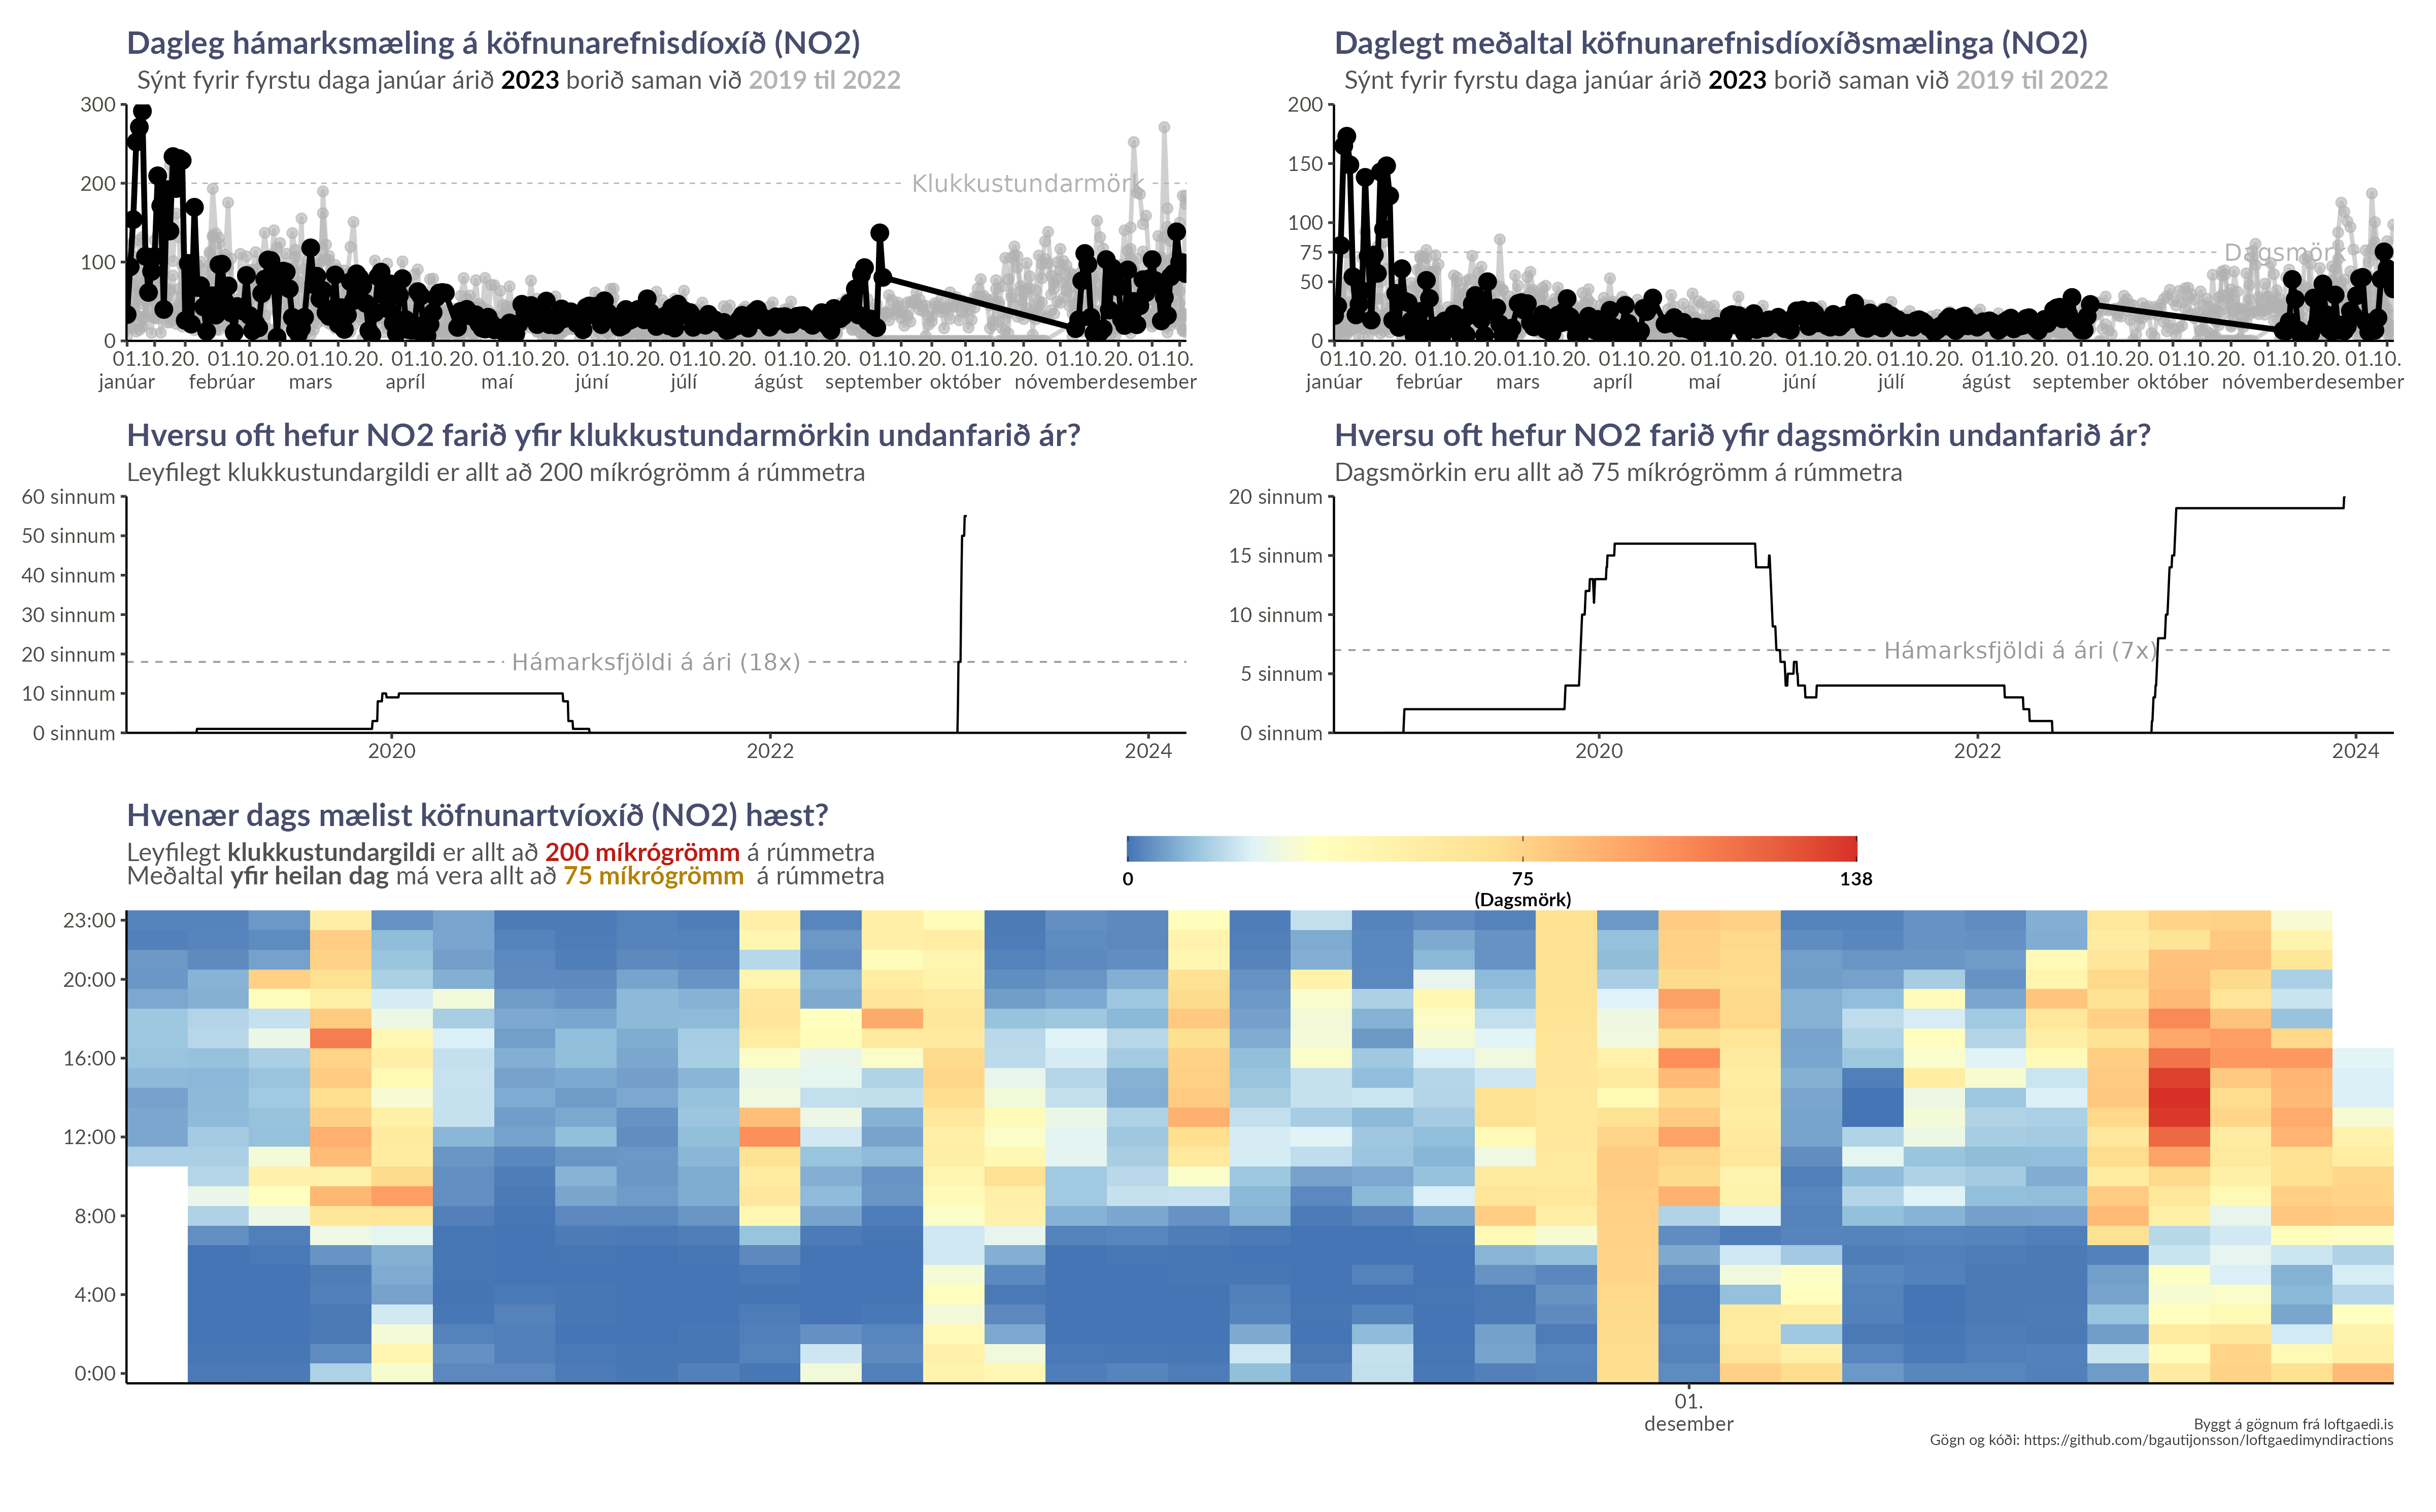 Dagleg hámarksmæling á köfnunarefnisdíoxíð (NO2)
Sýnt fyrir fyrstu daga janúar árið 2023 borið saman við 2019 til 2022
300
200
100
0
Klukkustundarmörk
01. 10. 20. 01. 10. 20. 01. 10. 20. 01. 10. 20. 01. 10. 20. 01. 10. 20. 01. 10. 20. 01. 10. 20. 01. 10. 20. 01. 10. 20. 01. 10. 20. 01. 10.
janúar febrúar mars apríl maí júní júlí ágúst september október nóvember desember
Daglegt meðaltal köfnunarefnisdíoxíðsmælinga (NO2)
Sýnt fyrir fyrstu daga janúar árið 2023 borið saman við 2019 til 2022
200
150
100
75
50
0
Dagsmörk
01. 10. 20. 01. 10. 20. 01. 10. 20. 01. 10. 20. 01. 10. 20. 01. 10. 20. 01. 10. 20. 01. 10. 20. 01. 10. 20. 01. 10. 20. 01. 10. 20. 01. 10.
janúar febrúar mars apríl maí júní júlí ágúst september október nóvember desember
Hversu oft hefur NO2 farið yfir klukkustundarmörkin undanfarið ár?
Leyfilegt klukkustundargildi er allt að 200 míkrógrömm á rúmmetra
60 sinnum
50 sinnum
40 sinnum
30 sinnum
20 sinnum
10 sinnum
0 sinnum
Hámarksfjöldi á ári (18x)
2020 2022 2024
Hversu oft hefur NO2 farið yfir dagsmörkin undanfarið ár?
Dagsmörkin eru allt að 75 míkrógrömm á rúmmetra
20 sinnum
15 sinnum
10 sinnum
5 sinnum
0 sinnum
Hámarksfjöldi á ári (7x)
2020 2022 2024
Hvenær dags mælist köfnunartvíoxíð (NO2) hæst?
Leyfilegt klukkustundargildi er allt að 200 míkrógrömm á rúmmetra
Meðaltal yfir heilan dag má vera allt að 75 míkrógrömm á rúmmetra
0 75 138
(Dagsmörk)
23:00
20:00
16:00
12:00
8:00
4:00
0:00
01.
desember
Byggt á gögnum frá loftgaedi.is
Gögn og kóði: https://github.com/bgautijonsson/loftgaedimyndiractions